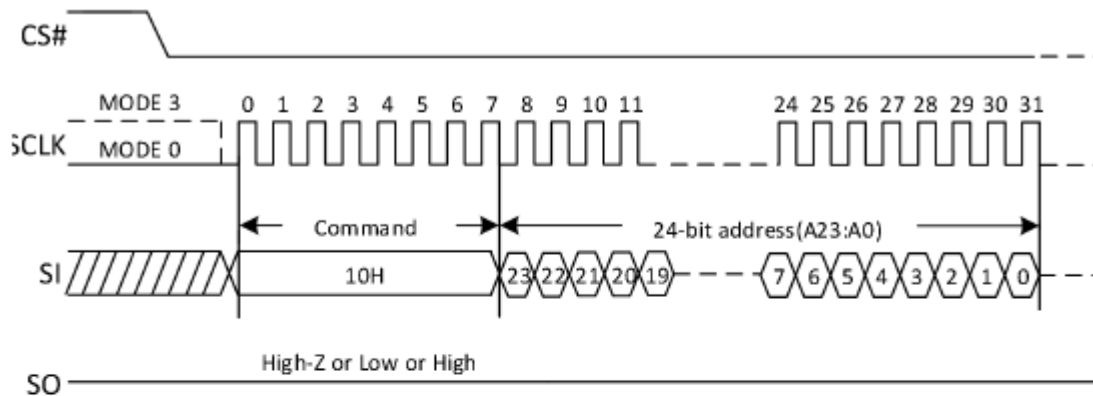 CS#
MODE 3
0 1 2 3 4 5 6 7 8 9 10 11 24 25 26 27 28 29 30 31
SCLK
MODE 0
Command
24-bit address(A23:A0)
SI
10H
23 22 21 20 19 7 6 5 4 3 2 1 0
High-Z or Low or High
SO